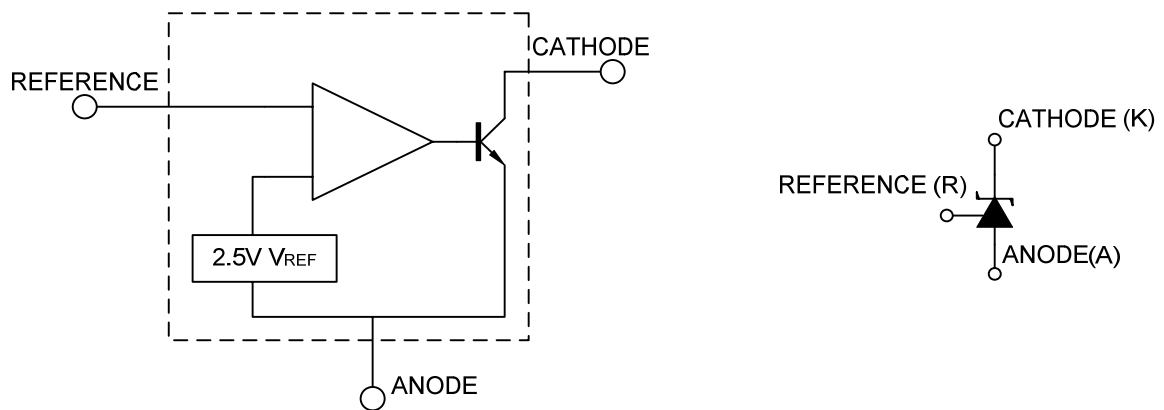 CATHODE
REFERENCE
2.5V VREF
ANODE
CATHODE (K)
REFERENCE (R)
ANODE(A)